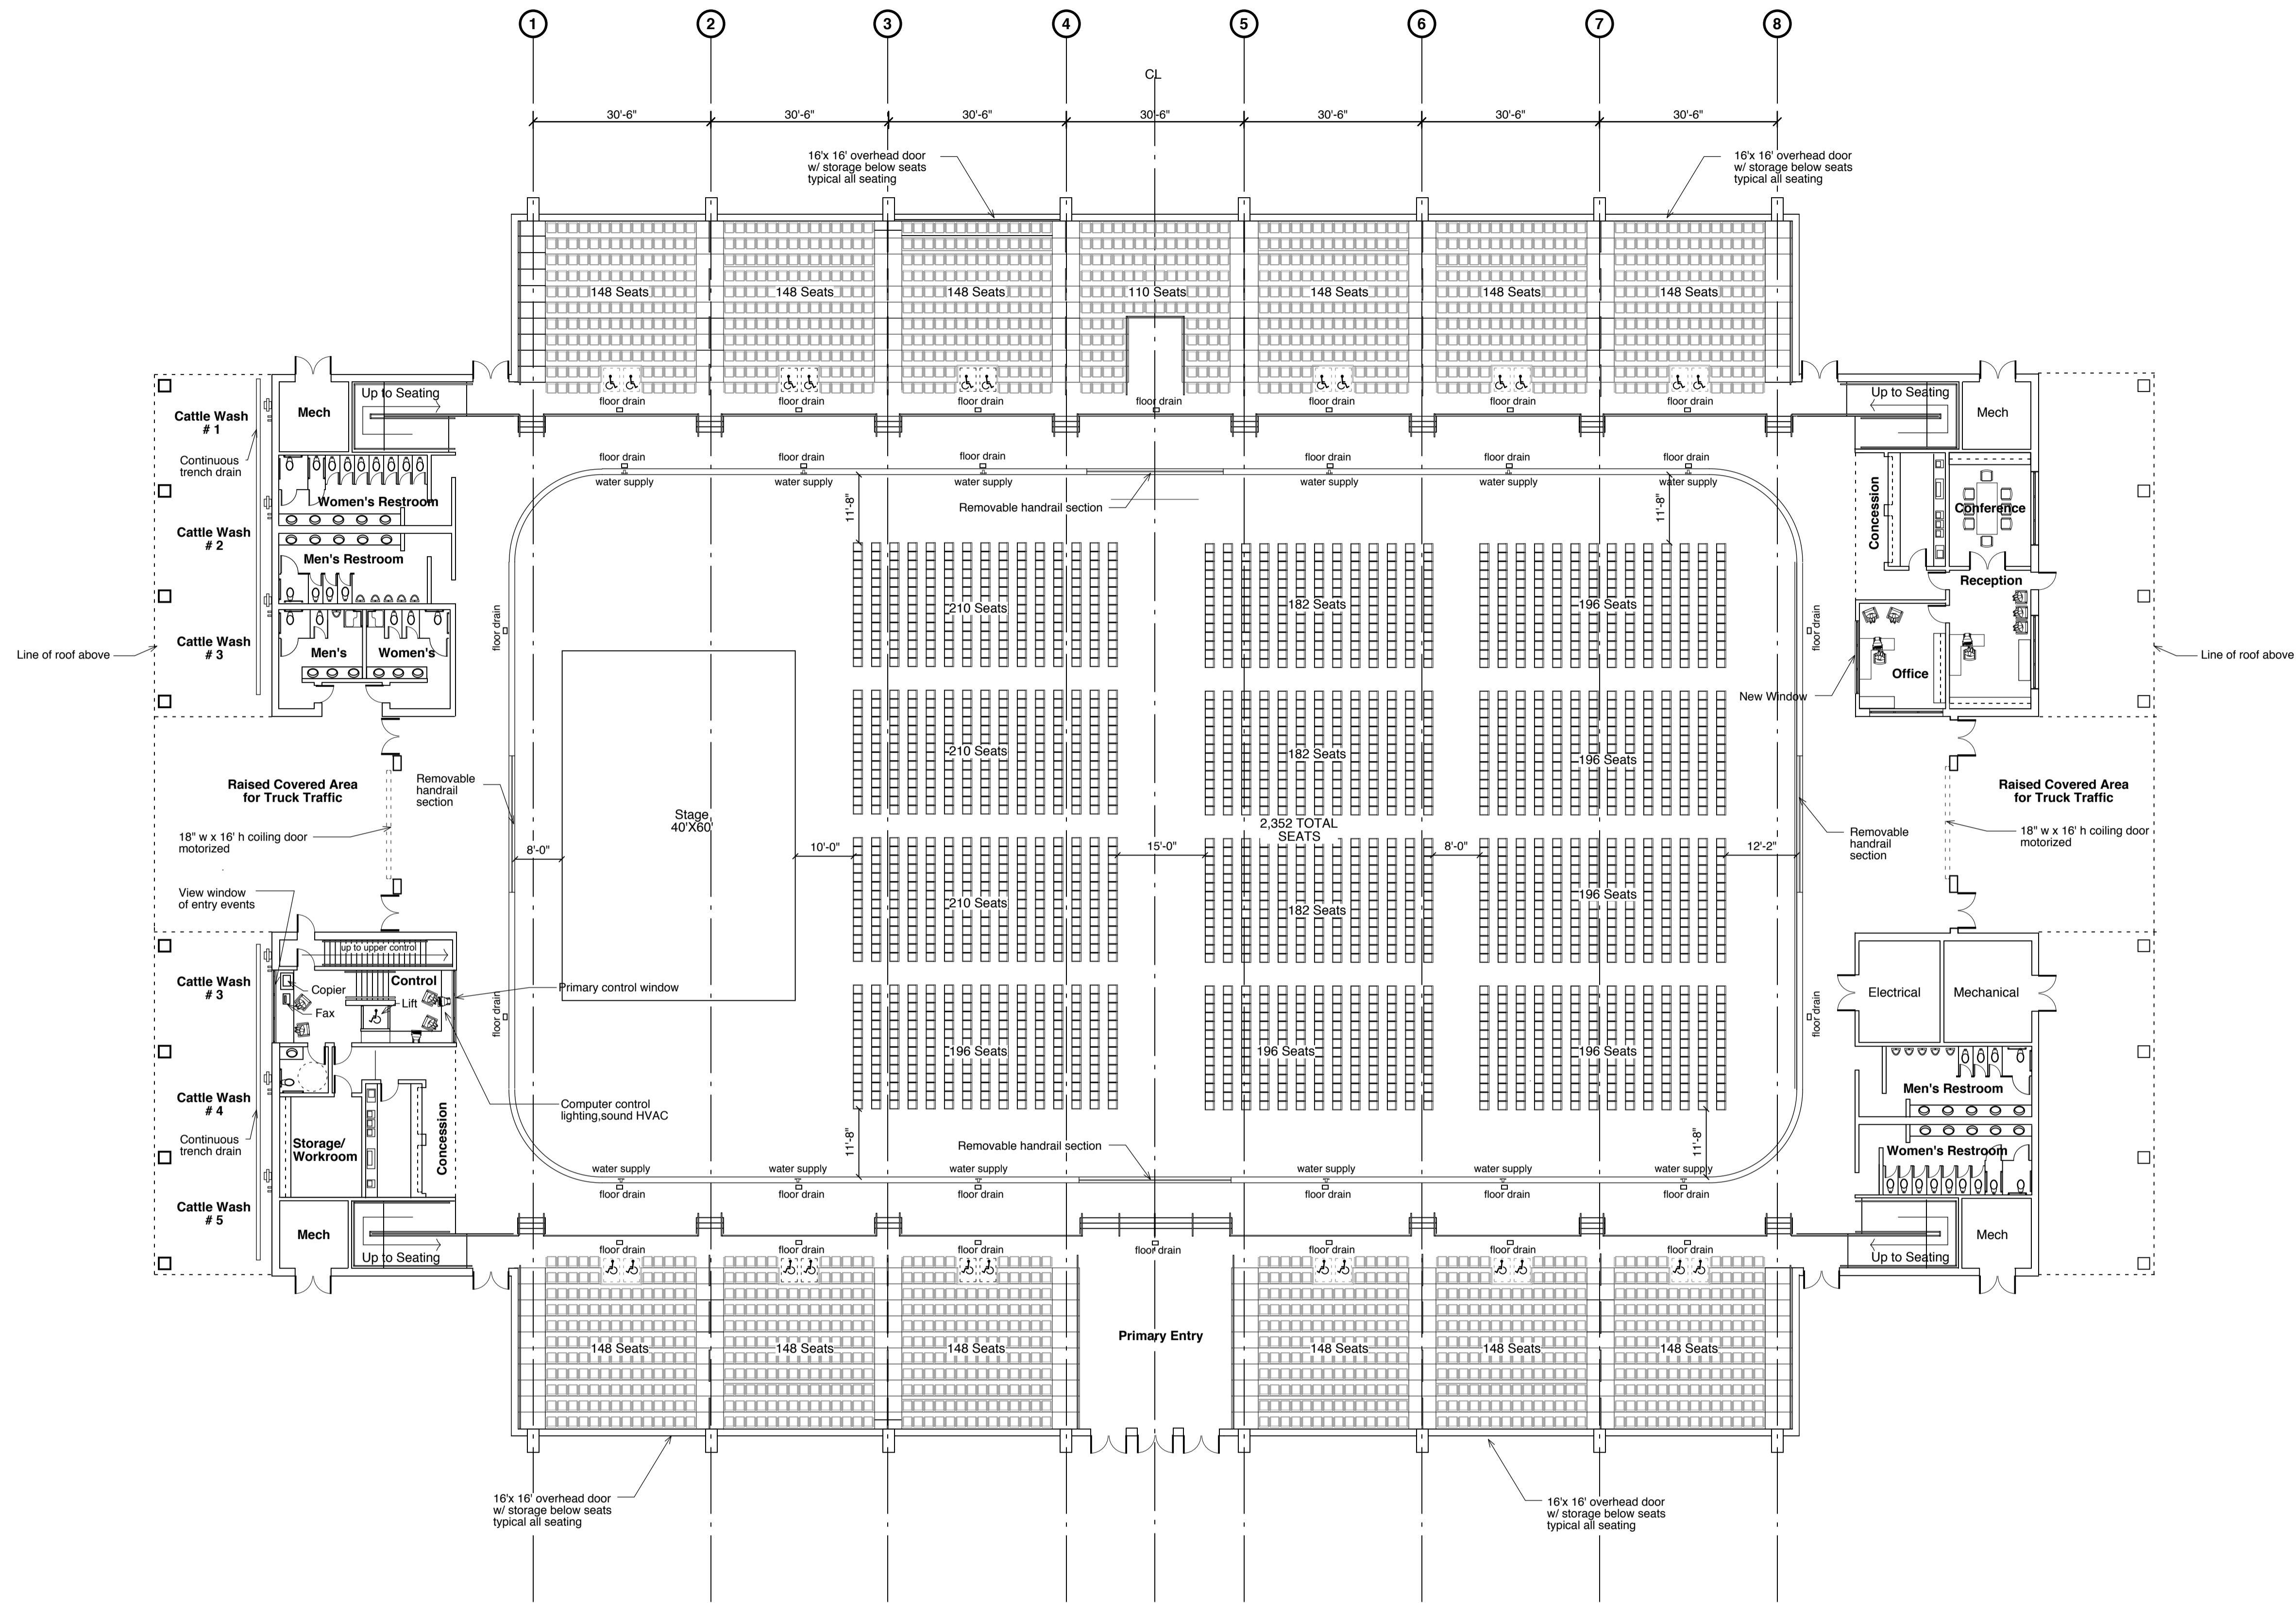 1 2 3 4 5 6 7 8
CL
30'-6" 30'-6" 30'-6" 30'-6" 30'-6" 30'-6" 30'-6"
16'x 16' overhead door
w/ storage below seats
typical all seating
16'x 16' overhead door
w/ storage below seats
typical all seating
148 Seats 148 Seats 148 Seats 110 Seats 148 Seats 148 Seats 148 Seats
floor drain floor drain floor drain floor drain floor drain floor drain floor drain
Cattle Wash
# 1
Mech
Up to Seating
Up to Seating
Mech
Continuous
trench drain
floor drain floor drain floor drain floor drain floor drain floor drain
water supply water supply water supply water supply water supply water supply
Women's Restroom
11'-8"
Removable handrail section
11'-8"
Concession
Conference
Cattle Wash
# 2
Men's Restroom
Reception
210 Seats 182 Seats 196 Seats
floor drain
floor drain
Cattle Wash
# 3
Men's
Women's
Line of roof above
Line of roof above
Office
New Window
210 Seats 182 Seats 196 Seats
Raised Covered Area
for Truck Traffic
Removable
handrail
section
Raised Covered Area
for Truck Traffic
Stage
40'X60'
2,352 TOTAL
SEATS
18" w x 16' h coiling door
motorized
Removable
handrail
section
18" w x 16' h coiling door
motorized
8'-0" 10'-0" 15'-0" 8'-0" 12'-2"
View window
of entry events
210 Seats 182 Seats 196 Seats
up to upper control
Cattle Wash
# 3
Control
Copier
Lift
Fax
Primary control window
floor drain
floor drain
Electrical
Mechanical
196 Seats 196 Seats 196 Seats
Men's Restroom
Cattle Wash
# 4
Computer control
lighting,sound HVAC
Continuous
trench drain
Storage/
Workroom
Concession
11'-8"
Removable handrail section
11'-8"
Women's Restroom
water supply water supply water supply water supply water supply water supply
floor drain floor drain floor drain floor drain floor drain floor drain
Cattle Wash
# 5
Mech
Up to Seating
Up to Seating
Mech
floor drain floor drain floor drain floor drain floor drain floor drain floor drain
Primary Entry
148 Seats 148 Seats 148 Seats 148 Seats 148 Seats 148 Seats
16'x 16' overhead door
w/ storage below seats
typical all seating
16'x 16' overhead door
w/ storage below seats
typical all seating